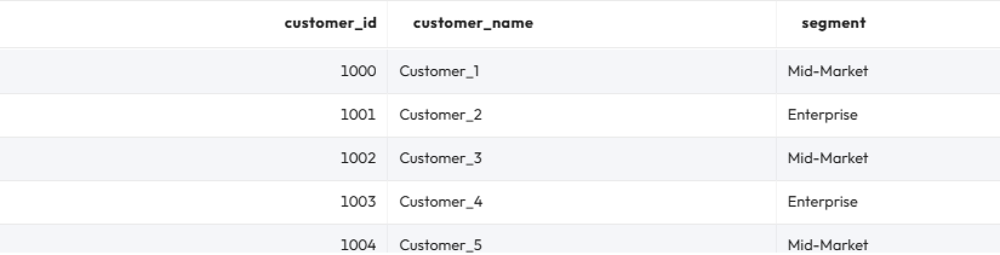 customer_id customer_name segment
1000 Customer_1 Mid-Market
1001 Customer_2 Enterprise
1002 Customer_3 Mid-Market
1003 Customer_4 Enterprise
1004 Customer_5 Mid-Market